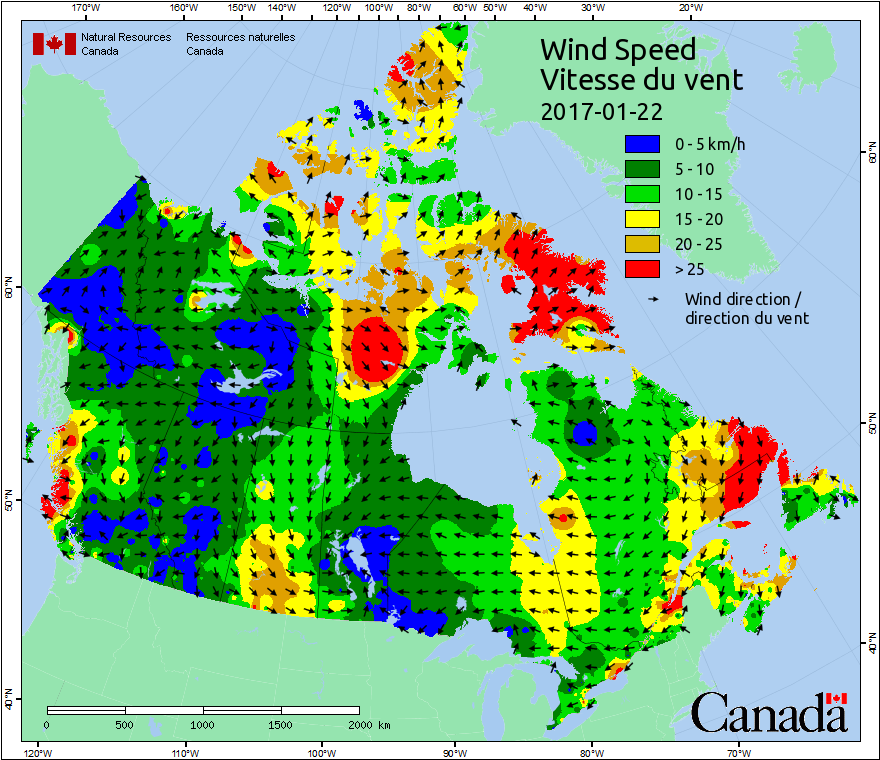 170°W 160°W 150°W 140°W 130°W 120°W 110°W 100°W 80°W 60°W 50°W 40°W 30°W 20°W
Natural Resources Ressources naturelles
Canada Canada
Wind Speed
Vitesse du vent
2017-01-22
0 - 5 km/h
5 - 10
10 - 15
15 - 20
20 - 25
> 25
Wind direction /
direction du vent
60°N
60°N
50°N
50°N
40°N
40°N
0 500 1000 1500 2000 km
Canada
120°W 110°W 100°W 90°W 80°W 70°W